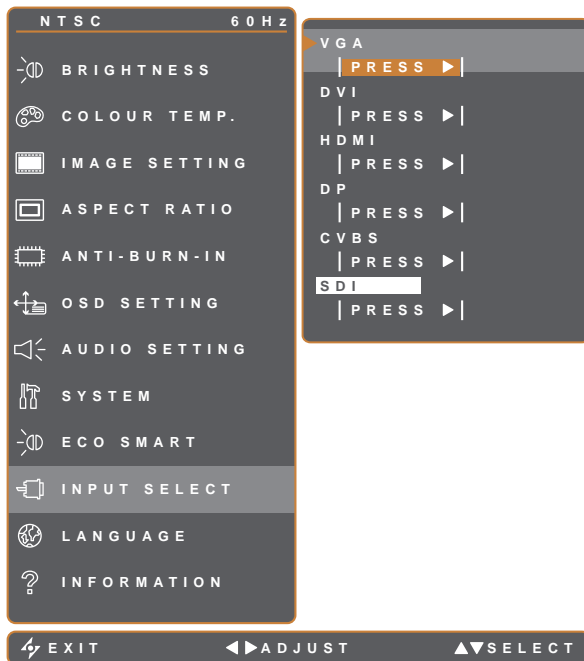 NTSC 60Hz
BRIGHTNESS
COLOUR TEMP.
IMAGE SETTING
ASPECT RATIO
ANTI-BURN-IN
OSD SETTING
AUDIO SETTING
SYSTEM
ECO SMART
INPUT SELECT
LANGUAGE
INFORMATION
VGA
PRESS
DVI
PRESS
HDMI
PRESS
DP
PRESS
CVBS
PRESS
SDI
PRESS
EXIT ADJUST SELECT